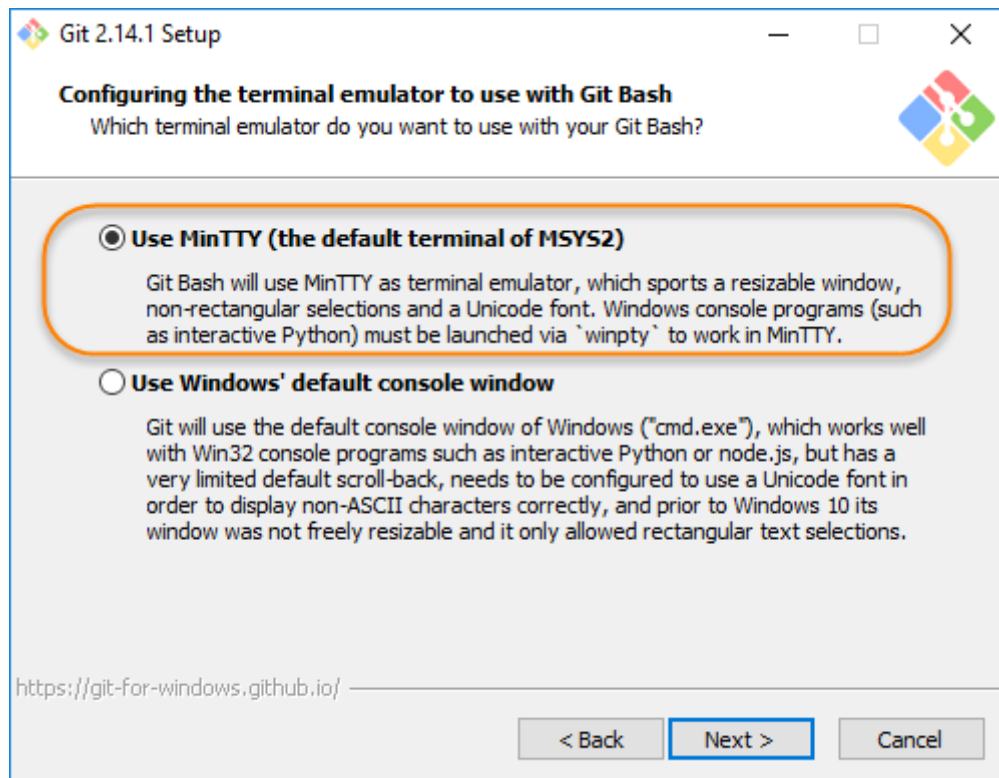 Git 2.14.1 Setup
Configuring the terminal emulator to use with Git Bash
Which terminal emulator do you want to use with your Git Bash?
Use MinTTY (the default terminal of MSYS2)
Git Bash will use MinTTY as terminal emulator, which sports a resizable window,
non-rectangular selections and a Unicode font. Windows console programs (such
as interactive Python) must be launched via `winpty` to work in MinTTY.
Use Windows' default console window
Git will use the default console window of Windows ("cmd.exe"), which works well
with Win32 console programs such as interactive Python or node.js, but has a
very limited default scroll-back, needs to be configured to use a Unicode font in
order to display non-ASCII characters correctly, and prior to Windows 10 its
window was not freely resizable and it only allowed rectangular text selections.
https://git-for-windows.github.io/
< Back
Next >
Cancel